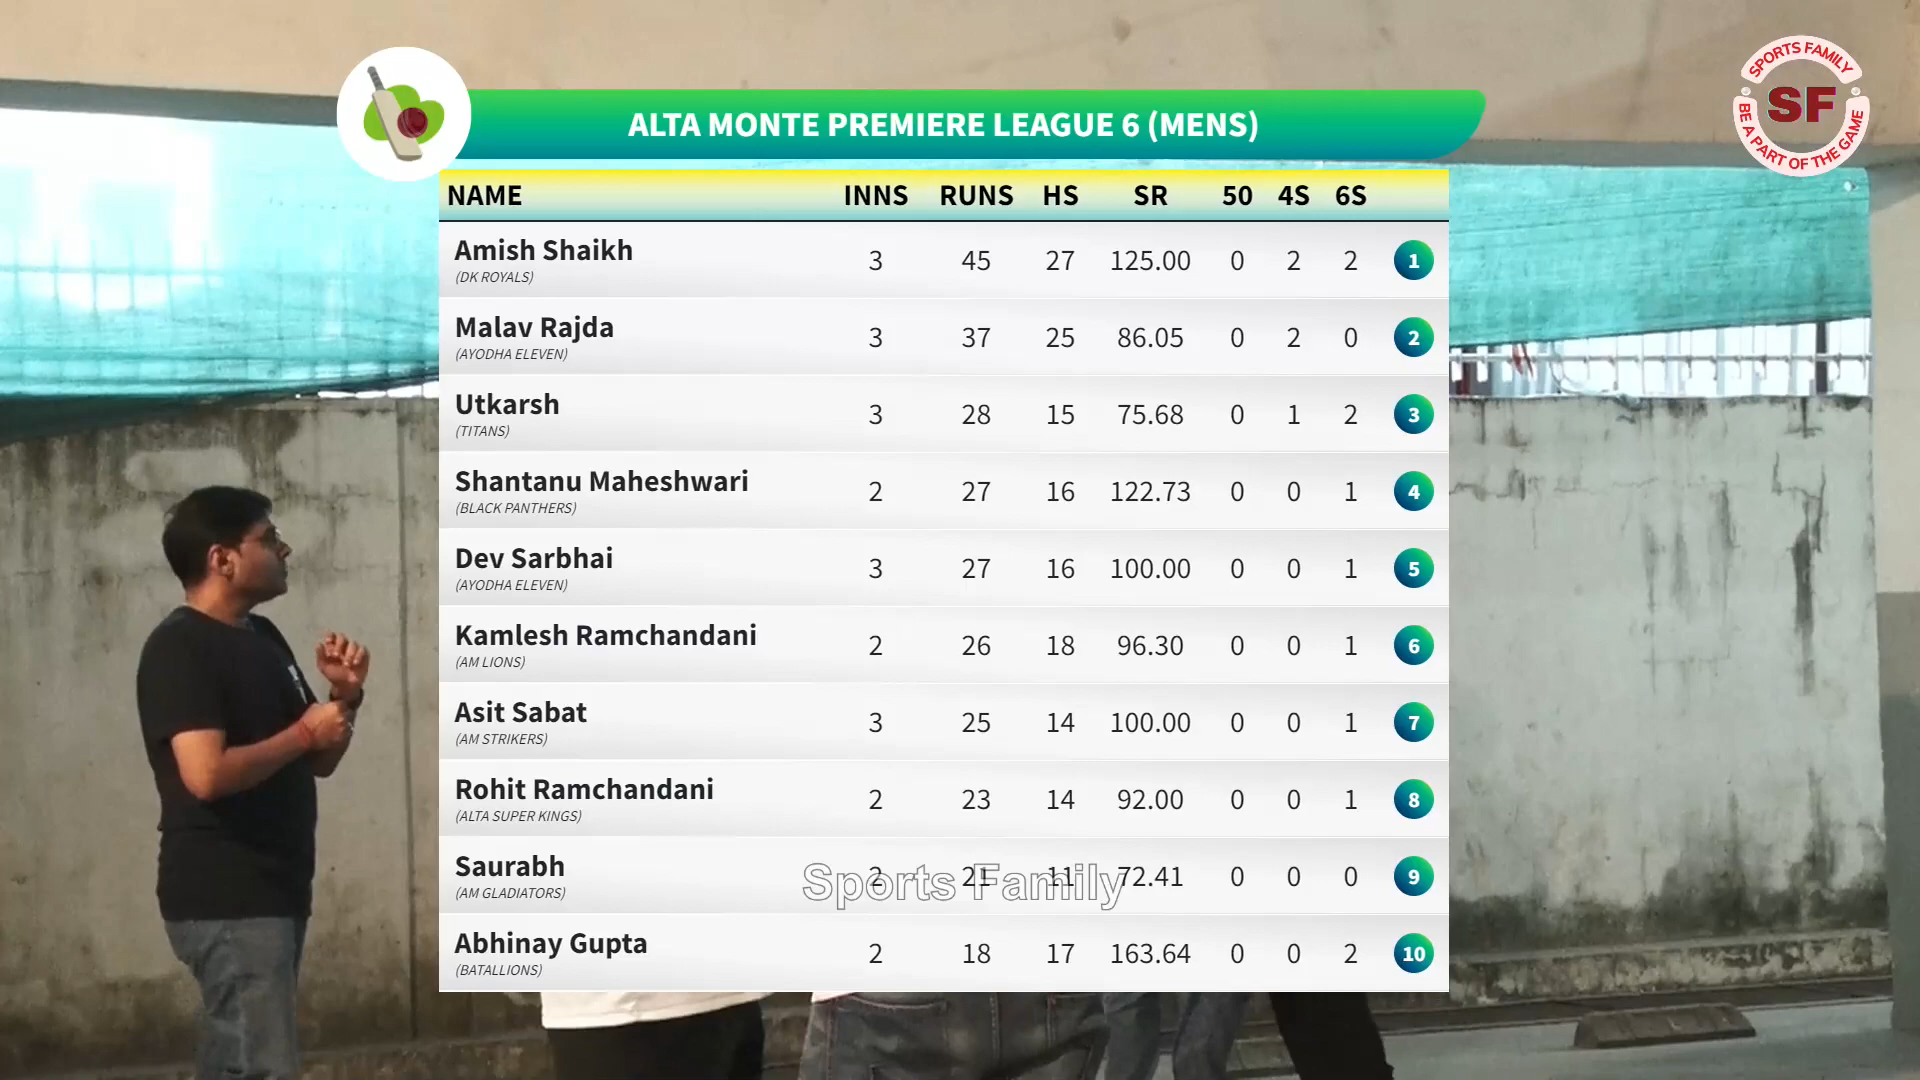 SPORTS FAMILY
SF
BE A PART OF THE GAME
ALTA MONTE PREMIERE LEAGUE 6 (MENS)
NAME INNS RUNS HS SR 50 4S 6S
Amish Shaikh 3 45 27 125.00 0 2 2 1
(DK ROYALS)
Malav Rajda 3 37 25 86.05 0 2 0 2
(AYODHA ELEVEN)
Utkarsh 3 28 15 75.68 0 1 2 3
(TITANS)
Shantanu Maheshwari 2 27 16 122.73 0 0 1 4
(BLACK PANTHERS)
Dev Sarbhai 3 27 16 100.00 0 0 1 5
(AYODHA ELEVEN)
Kamlesh Ramchandani 2 26 18 96.30 0 0 1 6
(AM LIONS)
Asit Sabat 3 25 14 100.00 0 0 1 7
(AM STRIKERS)
Rohit Ramchandani 2 23 14 92.00 0 0 1 8
(ALTA SUPER KINGS)
Saurabh 2 21 11 72.41 0 0 0 9
(AM GLADIATORS)
Sports Family
Abhinay Gupta 2 18 17 163.64 0 0 2 10
(BATALLIONS)